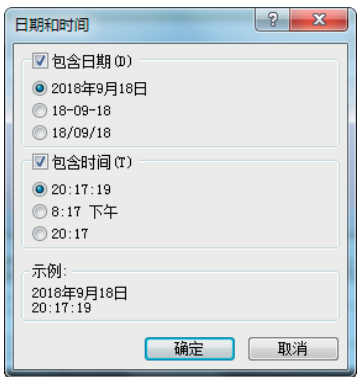 日期和时间
包含日期(D)
2018年9月18日
18-09-18
18/09/18
包含时间(T)
20:17:19
8:17 下午
20:17
示例:
2018年9月18日
20:17:19
确定
取消